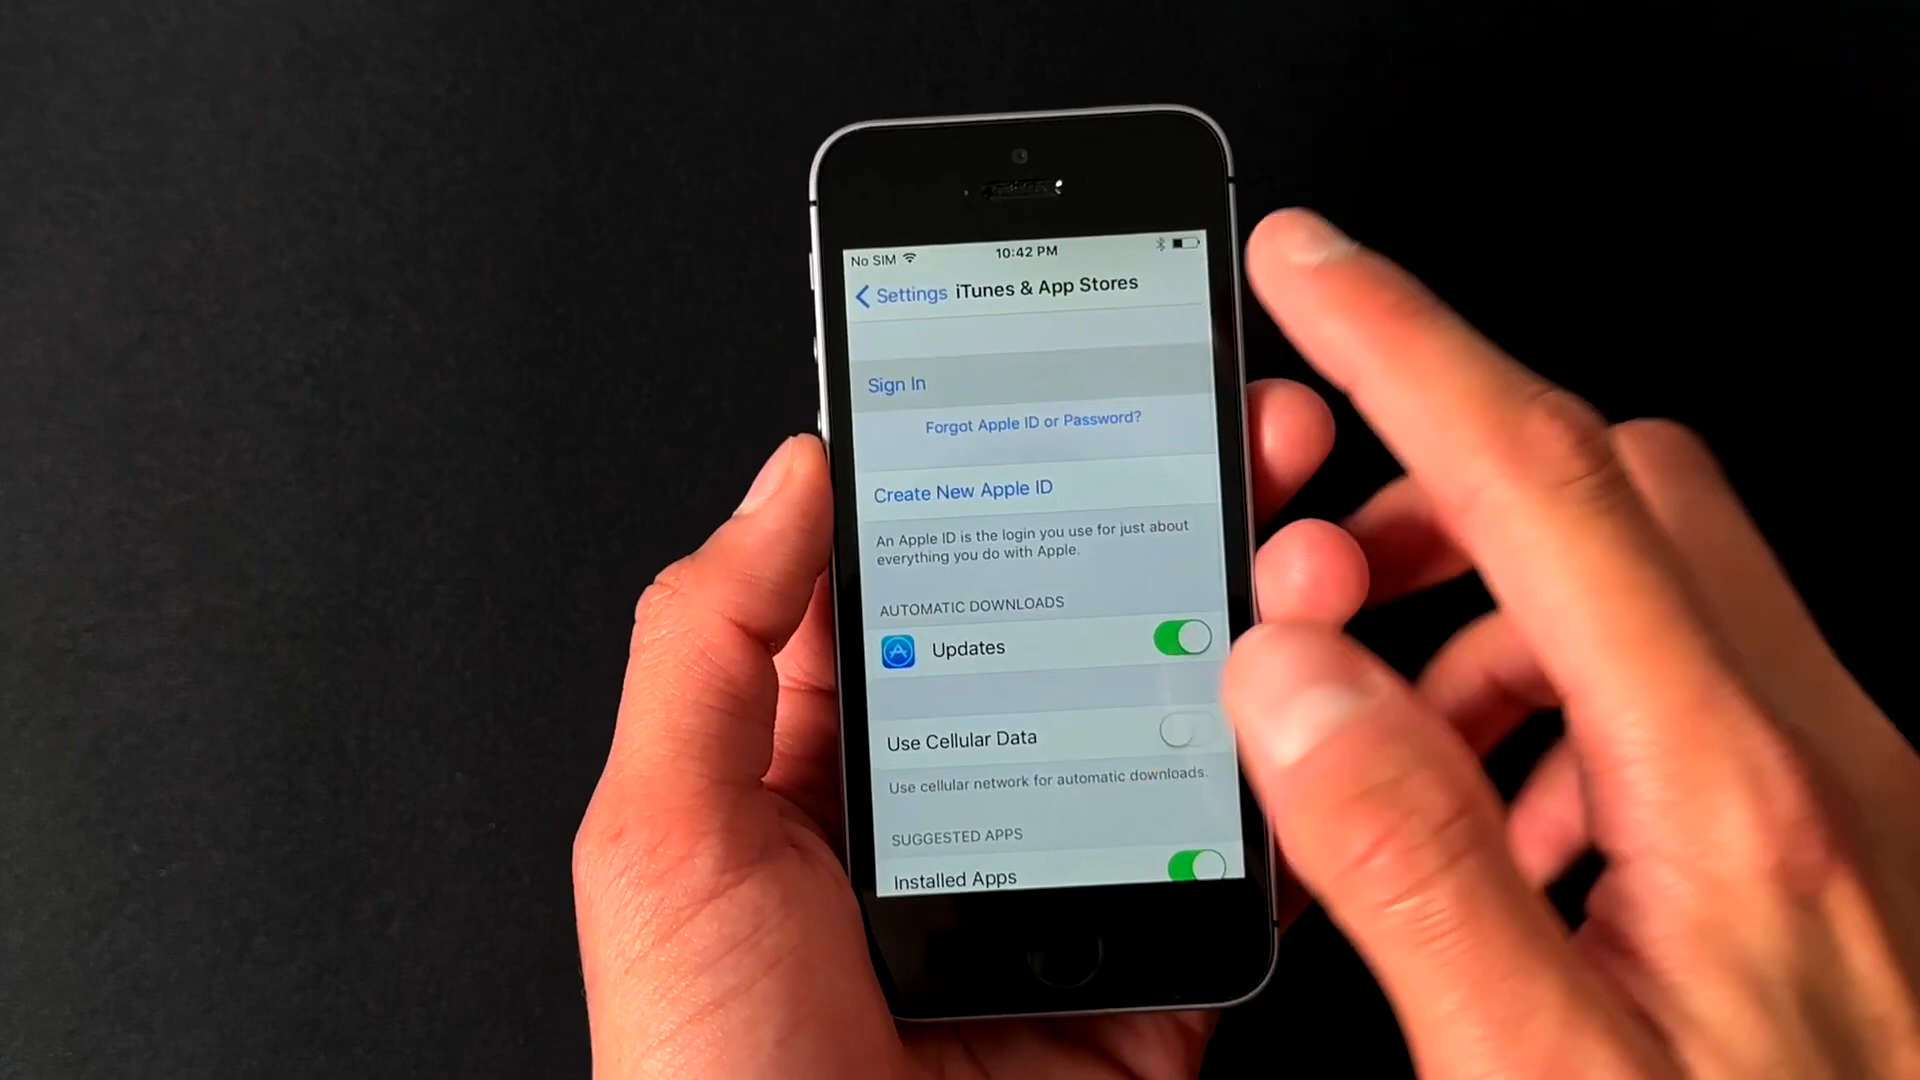 No SIM 10:42 PM
Settings iTunes & App Stores
Sign In
Forgot Apple ID or Password?
Create New Apple ID
An Apple ID is the login you use for just about
everything you do with Apple.
AUTOMATIC DOWNLOADS
Updates
Use Cellular Data
Use cellular network for automatic downloads.
SUGGESTED APPS
Installed Apps